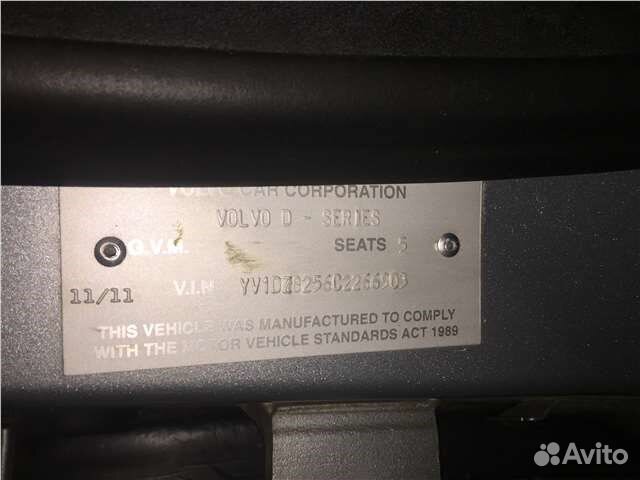 VOLVO CAR CORPORATION
VOLVO D - SERIES
G.V.M. SEATS 5
11/11 V.I.N
THIS VEHICLE WAS MANUFACTURED TO COMPLY
WITH THE MOTOR VEHICLE STANDARDS ACT 1989
Avito